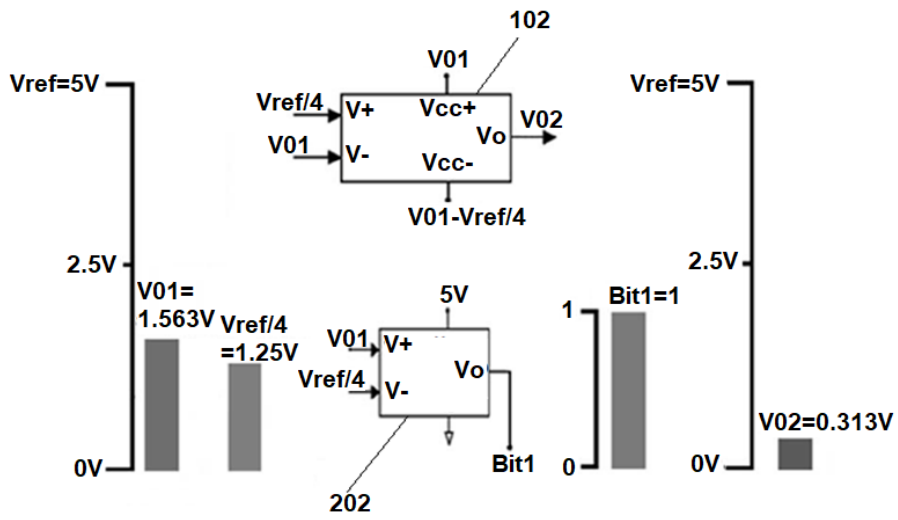 102
V01
Vref=5V
Vref=5V
Vref/4
V+
Vcc+
V02
Vo
V01
V-
Vcc-
V01-Vref/4
2.5V
2.5V
V01=
1.563V
5V
Bit1=1
1
Vref/4
=1.25V
V01
V+
Vo
Vref/4
V-
V02=0.313V
Bit1
0V
0
0V
202